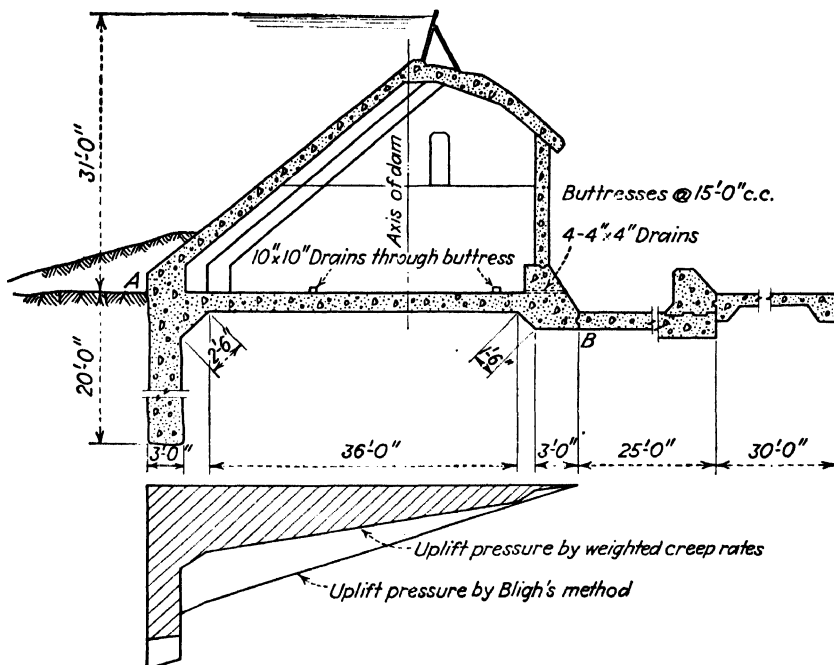 31'-0"
Axis of dam
Buttresses @ 15'-0" c.c.
4-4"x4" Drains
10"x10" Drains through buttress
A
B
20'-0"
2'-6"
1'-6"
3'-0"
36'-0"
3'-0"
25'-0"
30'-0"
Uplift pressure by weighted creep rates
Uplift pressure by Bligh's method